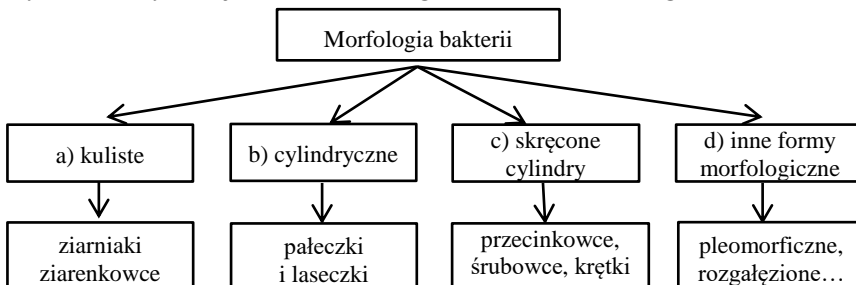 Morfologia bakterii
a) kuliste
b) cylindryczne
c) skręcone
cylindry
d) inne formy
morfologiczne
ziarniaki
ziarenkowce
pałeczki
i laseczki
przecinkowce,
śrubowce, krętki
pleomorficzne,
rozgałęzione…